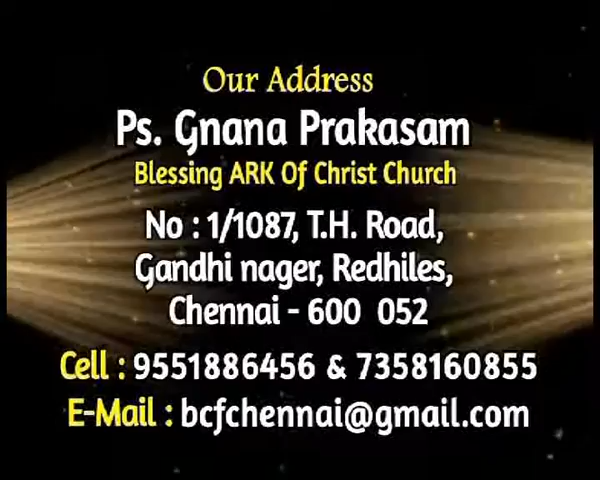 Our Address
Ps. Gnana Prakasam
Blessing ARK Of Christ Church
No : 1/1087, T.H. Road,
Gandhi nager, Redhiles,
Chennai - 600 052
Cell : 9551886456 & 7358160855
E-Mail : bcfchennai@gmail.com